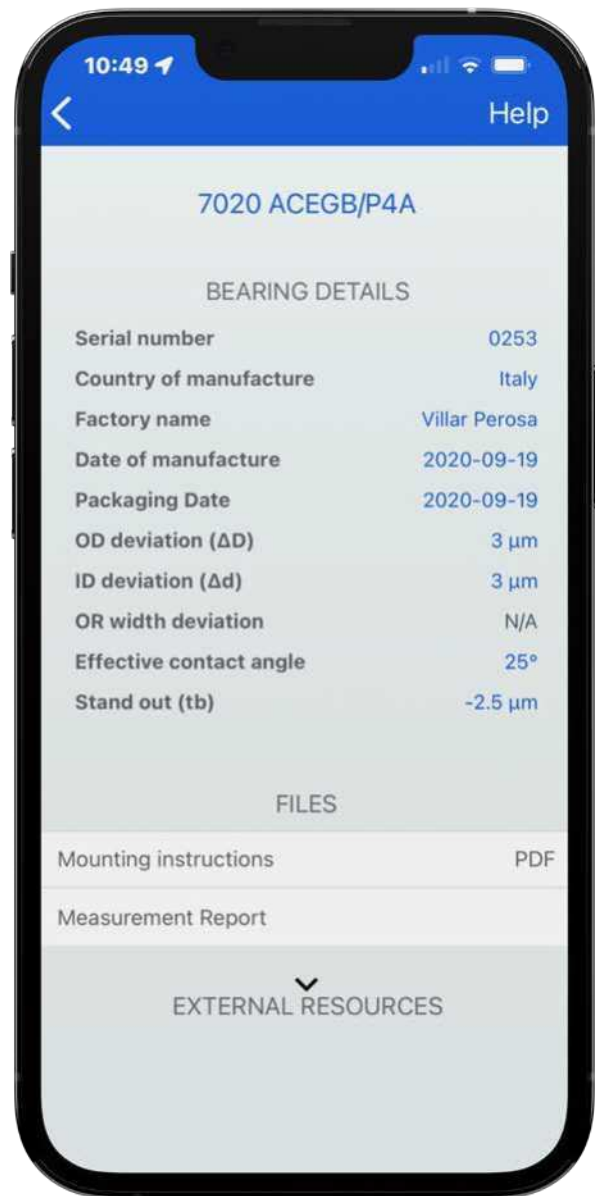 10:49
Help
7020 ACEGB/P4A
BEARING DETAILS
Serial number 0253
Country of manufacture Italy
Factory name Villar Perosa
Date of manufacture 2020-09-19
Packaging Date 2020-09-19
OD deviation (ΔD) 3 μm
ID deviation (Δd) 3 μm
OR width deviation N/A
Effective contact angle 25°
Stand out (tb) -2.5 μm
FILES
Mounting instructions PDF
Measurement Report
EXTERNAL RESOURCES